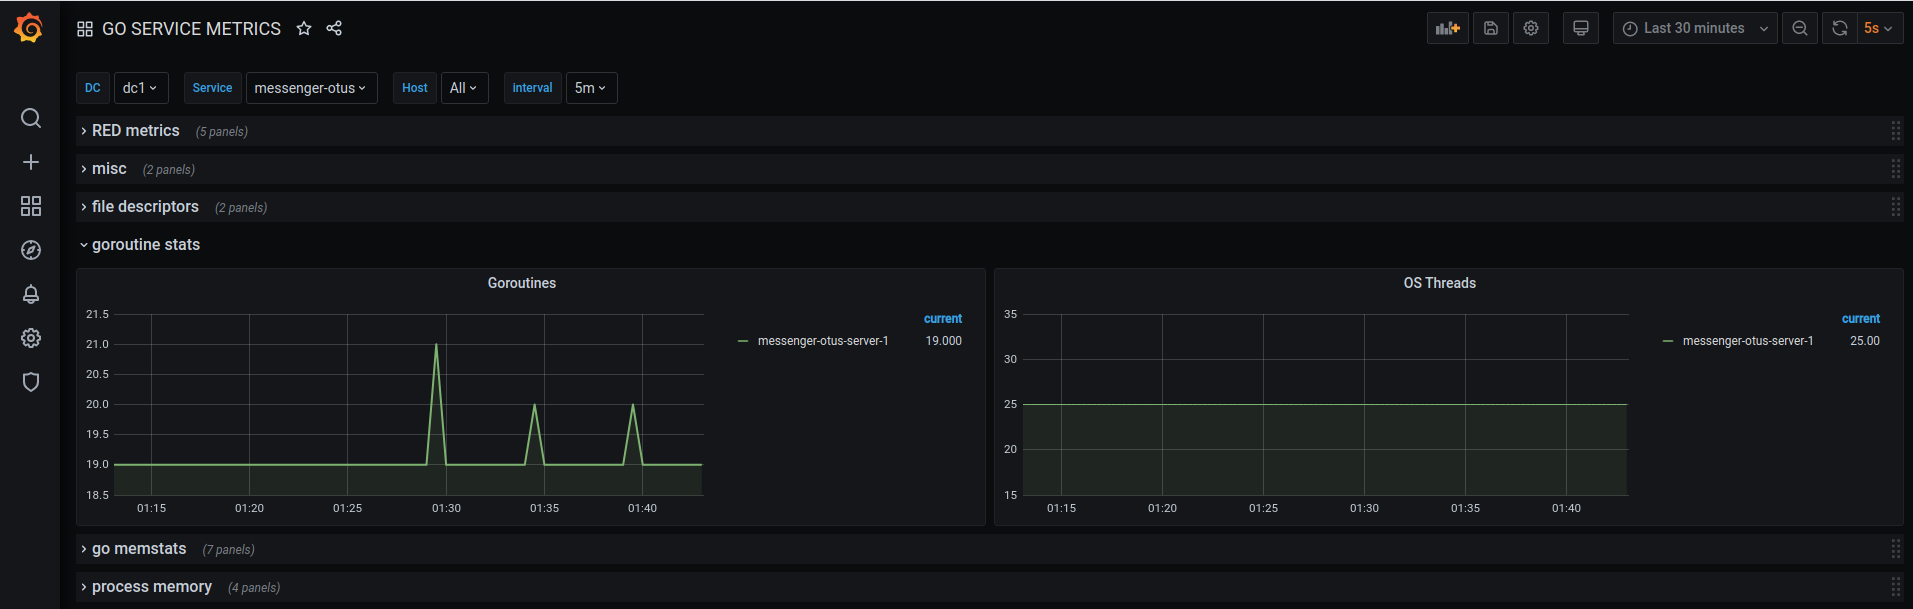 GO SERVICE METRICS
Last 30 minutes
5s
DC dc1 Service messenger-otus Host All interval 5m
RED metrics (5 panels)
misc (2 panels)
file descriptors (2 panels)
goroutine stats
Goroutines
21.5
21.0
20.5
20.0
19.5
19.0
18.5
01:15 01:20 01:25 01:30 01:35 01:40
current
messenger-otus-server-1 19.000
OS Threads
35
30
25
20
15
01:15 01:20 01:25 01:30 01:35 01:40
current
messenger-otus-server-1 25.00
go memstats (7 panels)
process memory (4 panels)